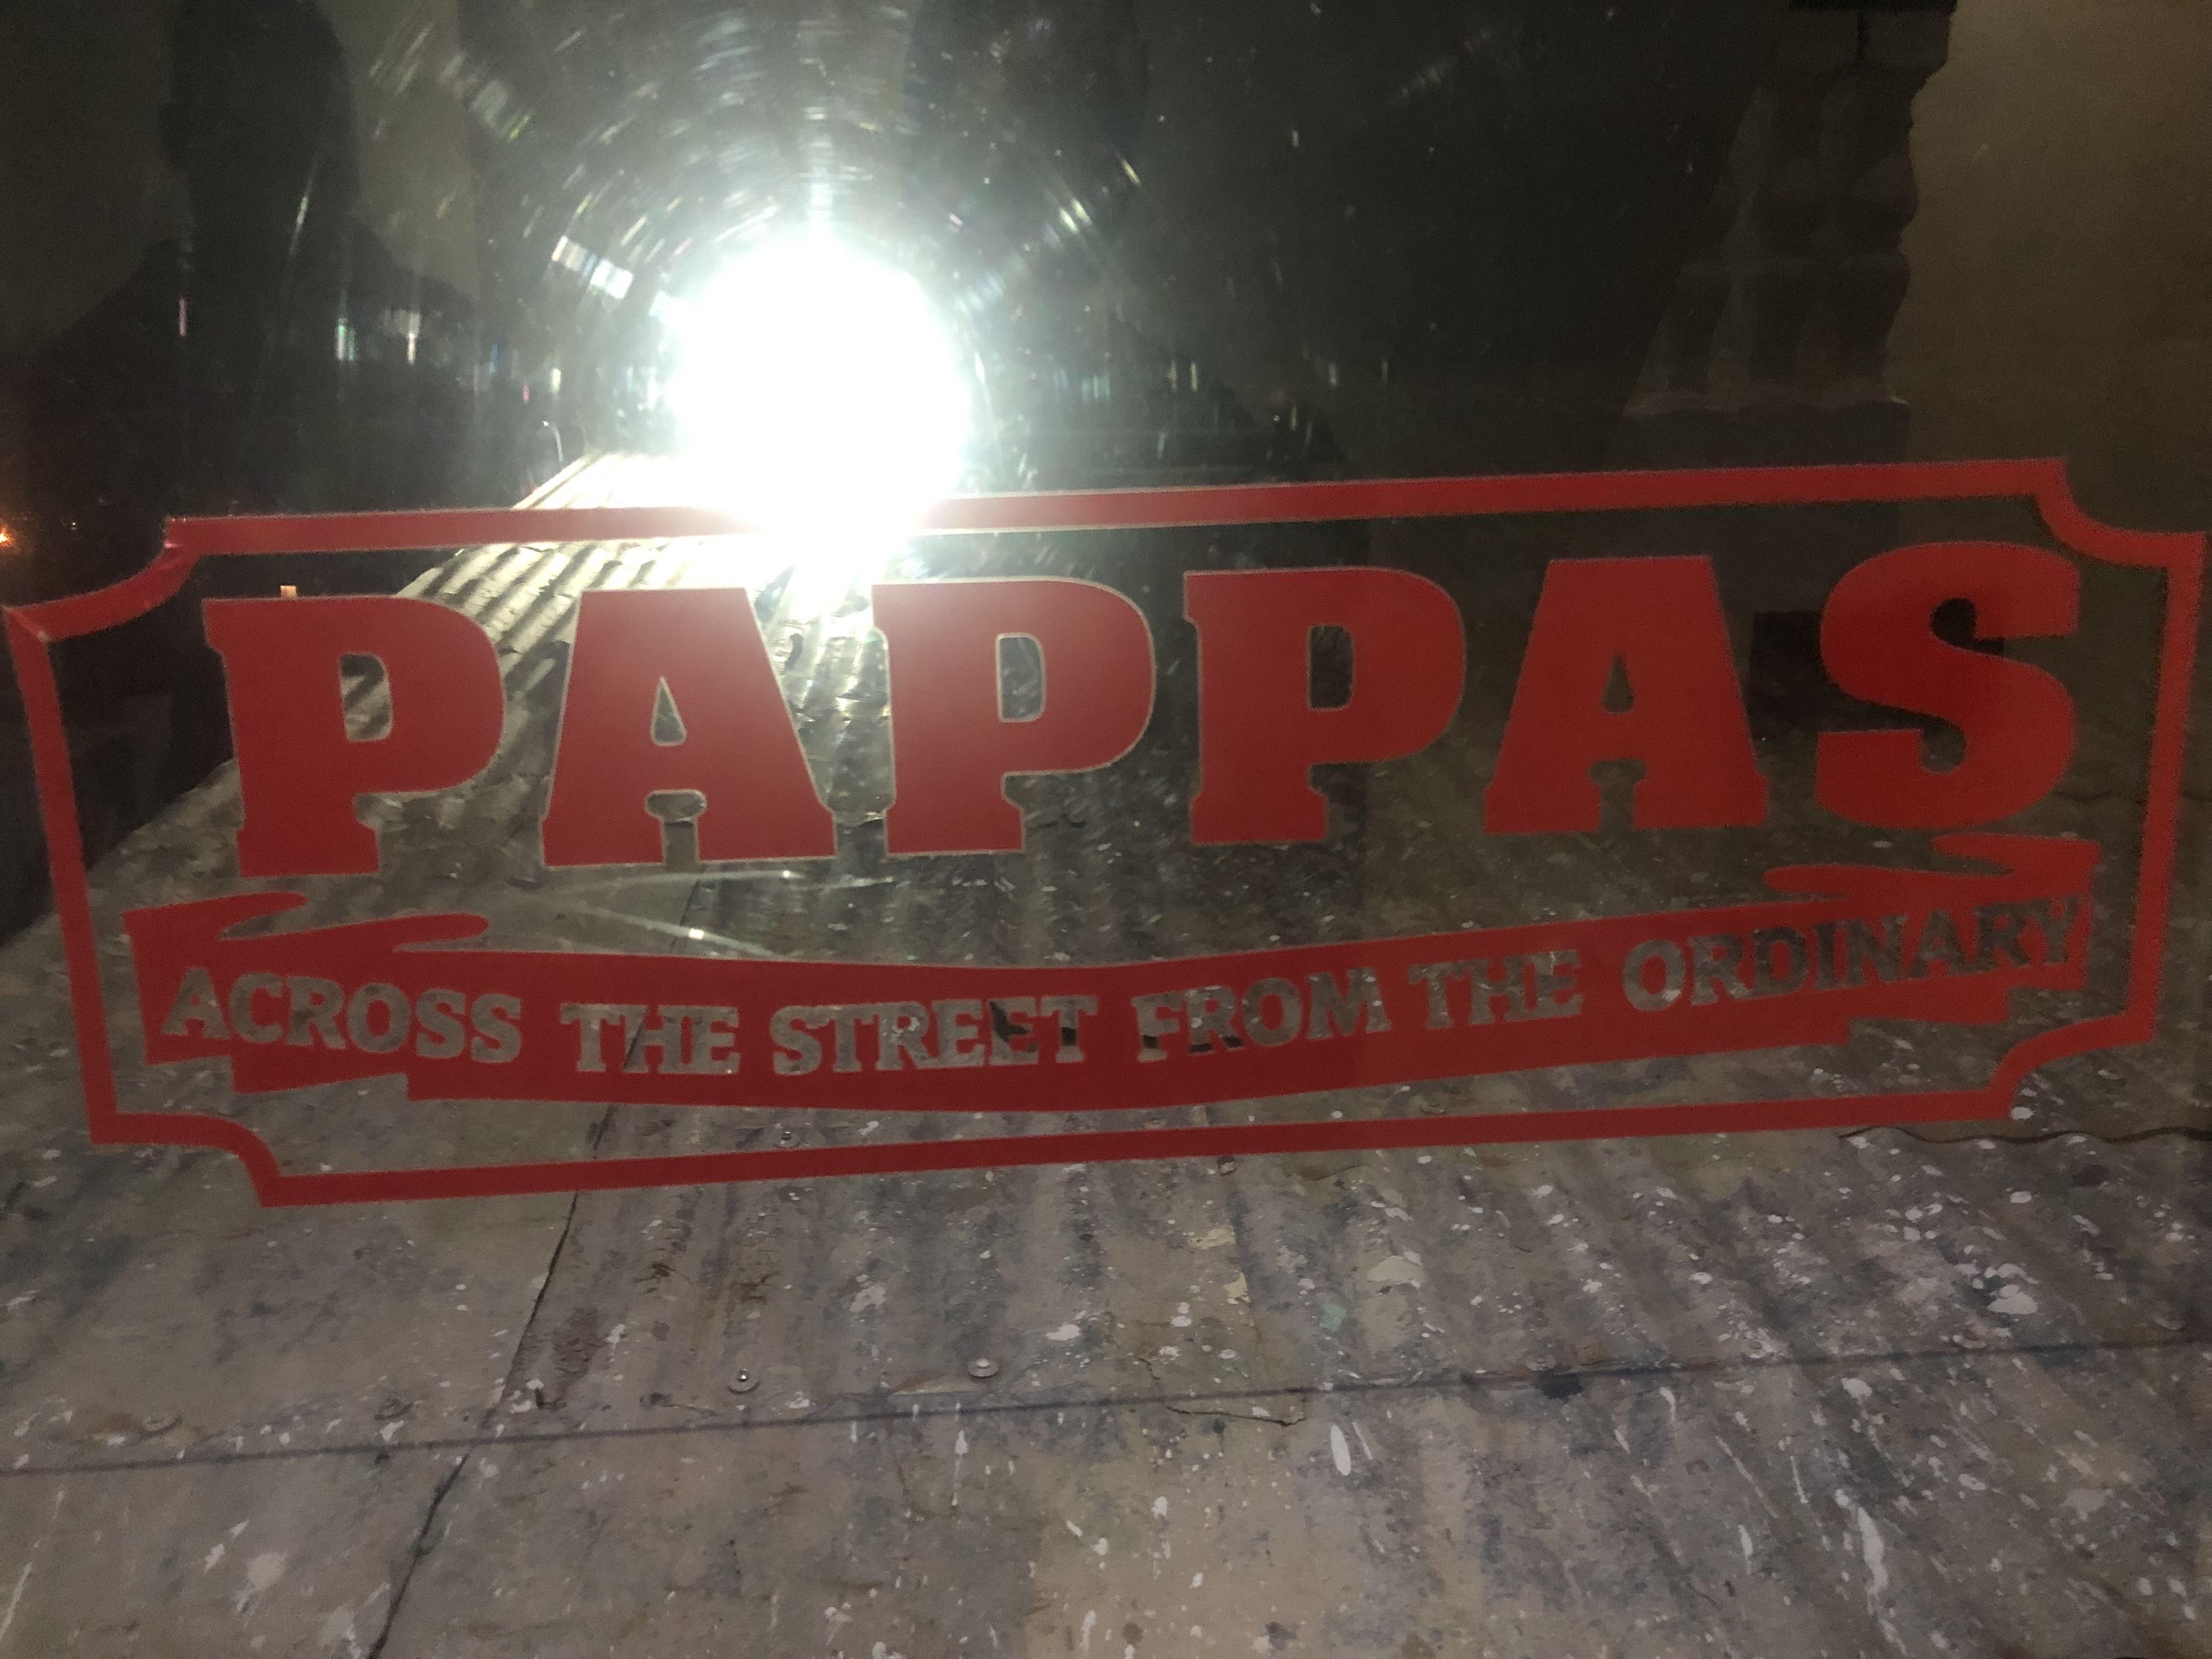 PAPPAS
ACROSS THE STREET FROM THE ORDINARY